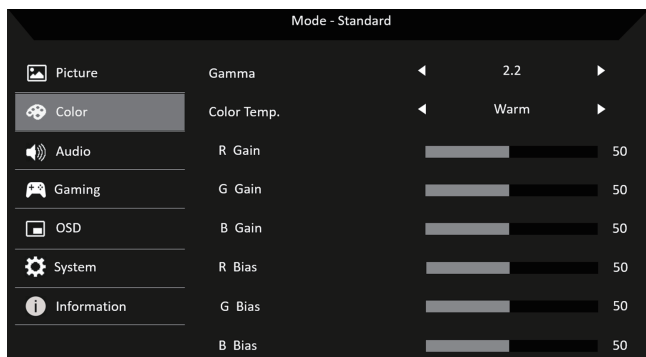 Mode - Standard
Picture
Gamma 2.2
Color
Color Temp. Warm
Audio
R Gain 50
Gaming
G Gain 50
OSD
B Gain 50
System
R Bias 50
Information
G Bias 50
B Bias 50